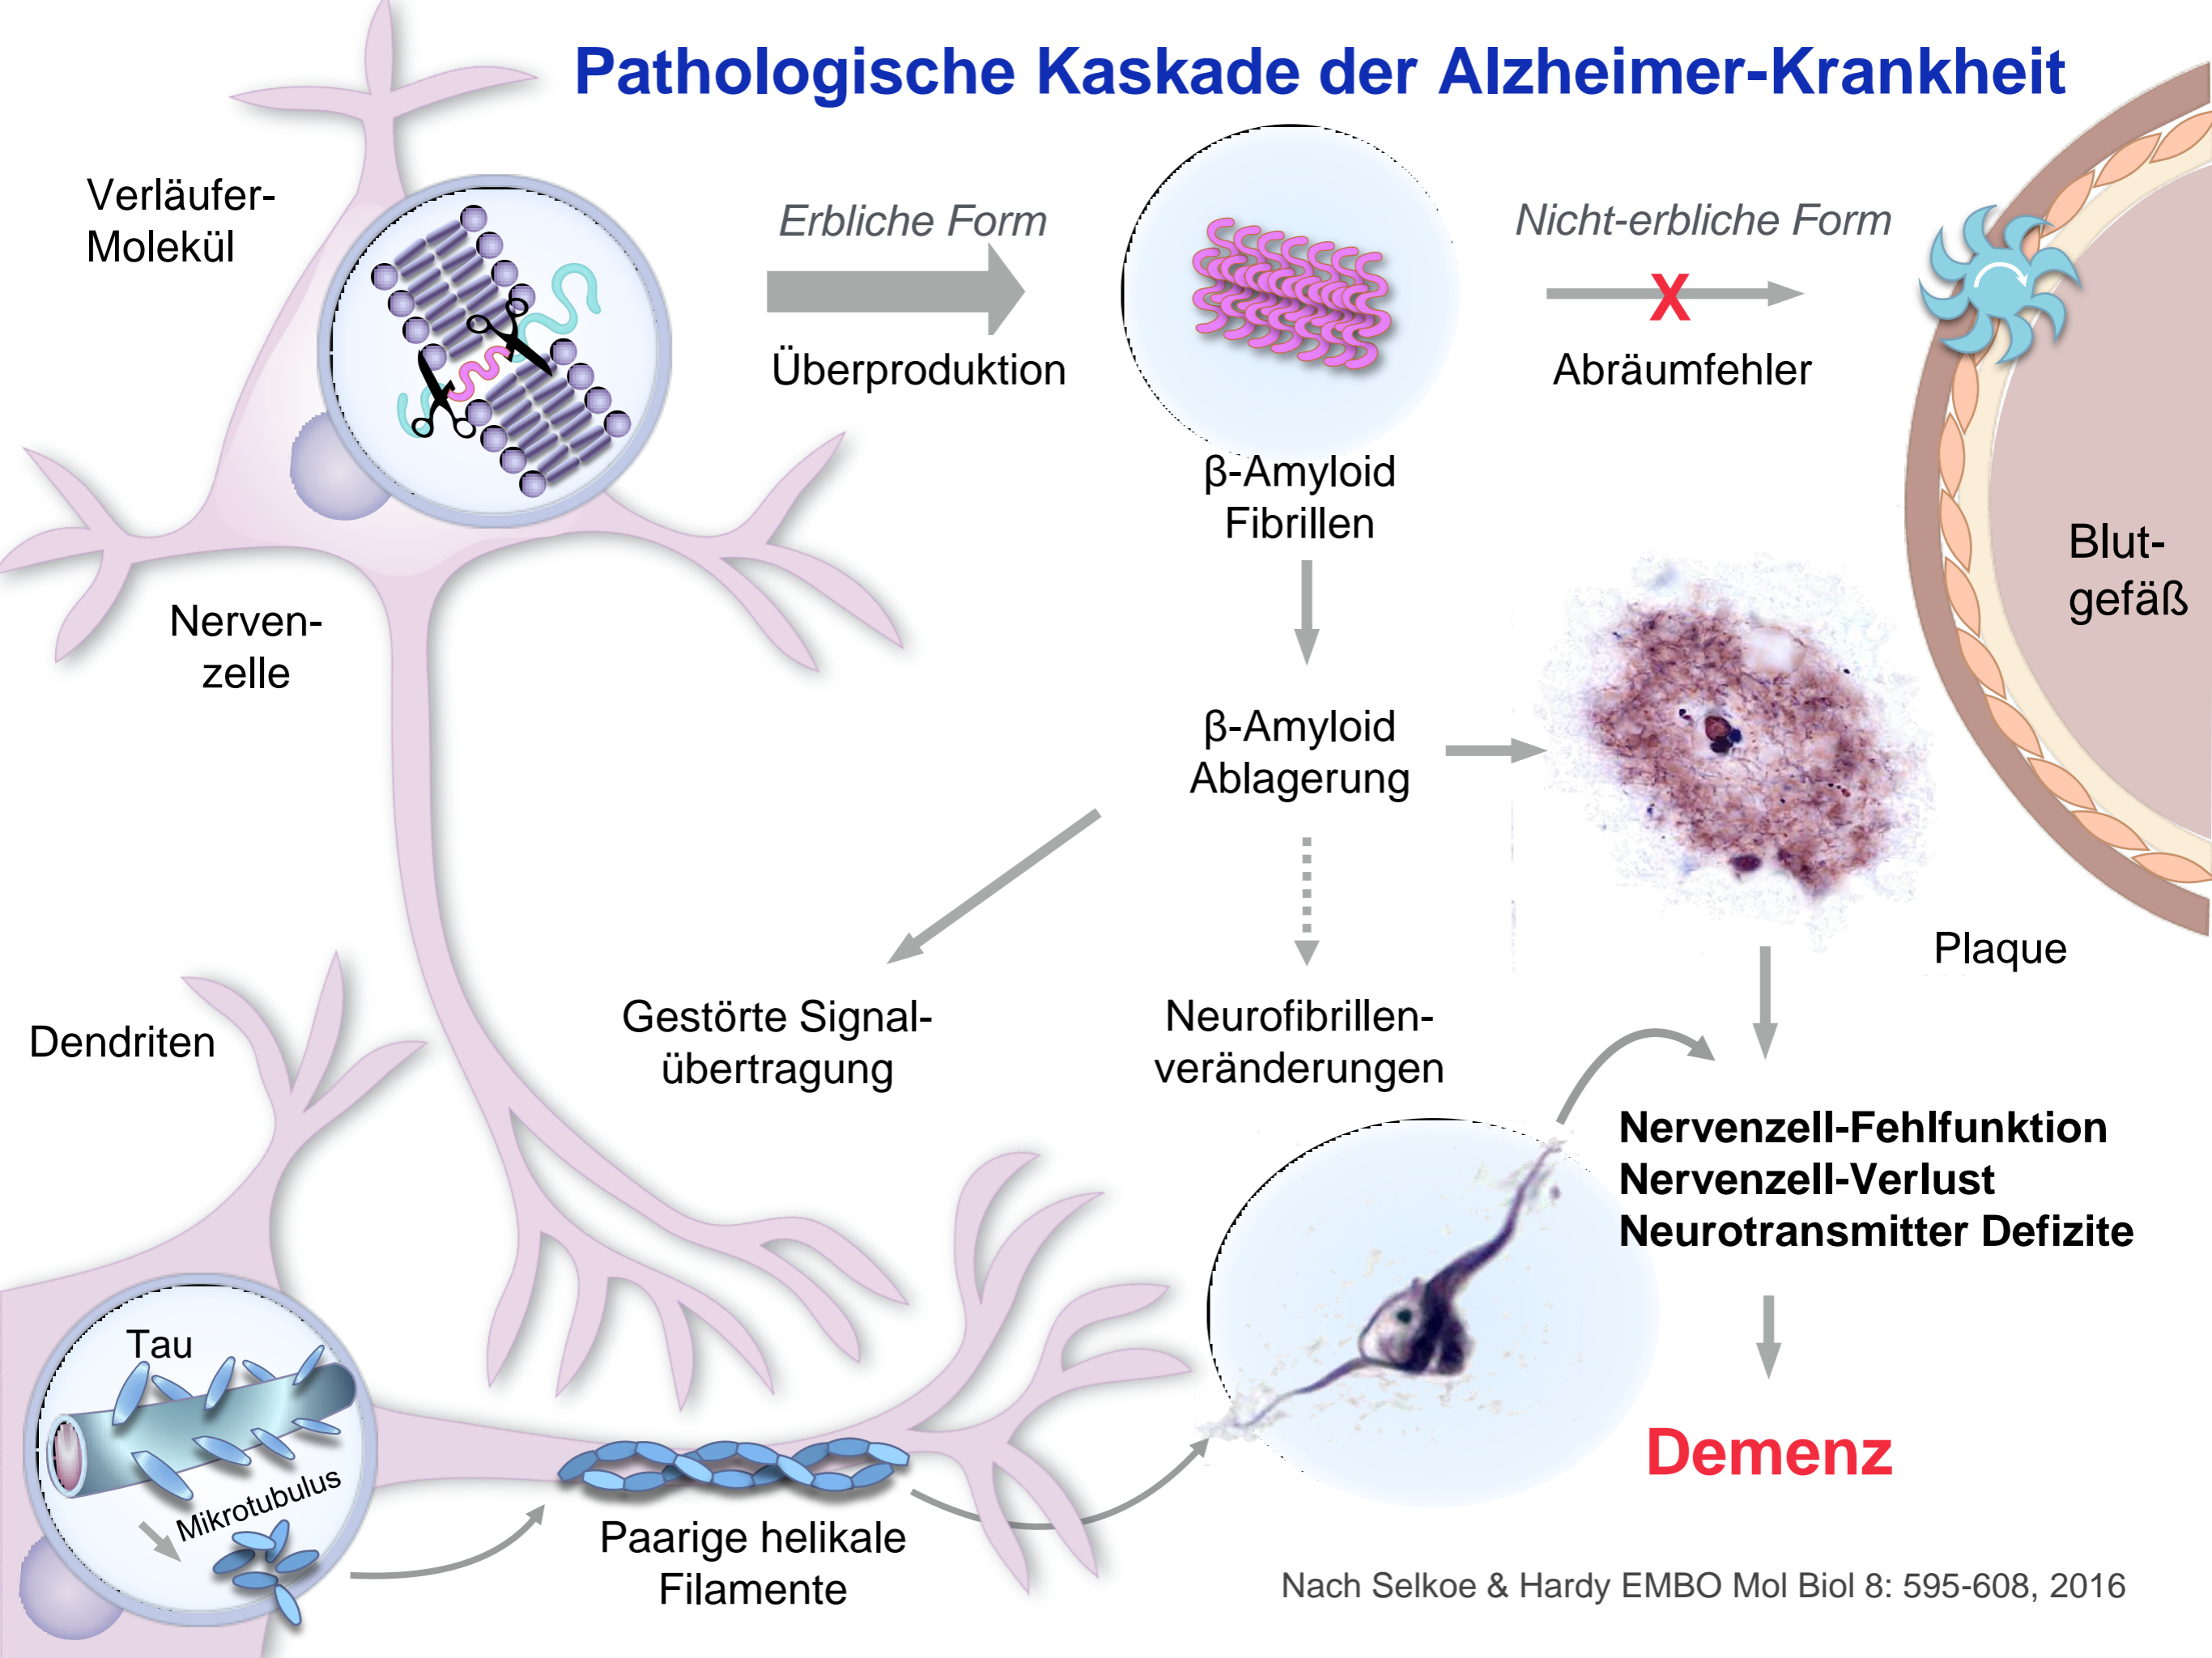 Pathologische Kaskade der Alzheimer-Krankheit
Verläufer-
Molekül
Erbliche Form
Überproduktion
Nicht-erbliche Form
X
Abräumfehler
β-Amyloid
Fibrillen
Blut-
gefäß
Nerven-
zelle
β-Amyloid
Ablagerung
Plaque
Dendriten
Gestörte Signal-
übertragung
Neurofibrillen-
veränderungen
Nervenzell-Fehlfunktion
Nervenzell-Verlust
Neurotransmitter Defizite
Tau
Mikrotubulus
Demenz
Paarige helikale
Filamente
Nach Selkoe & Hardy EMBO Mol Biol 8: 595-608, 2016